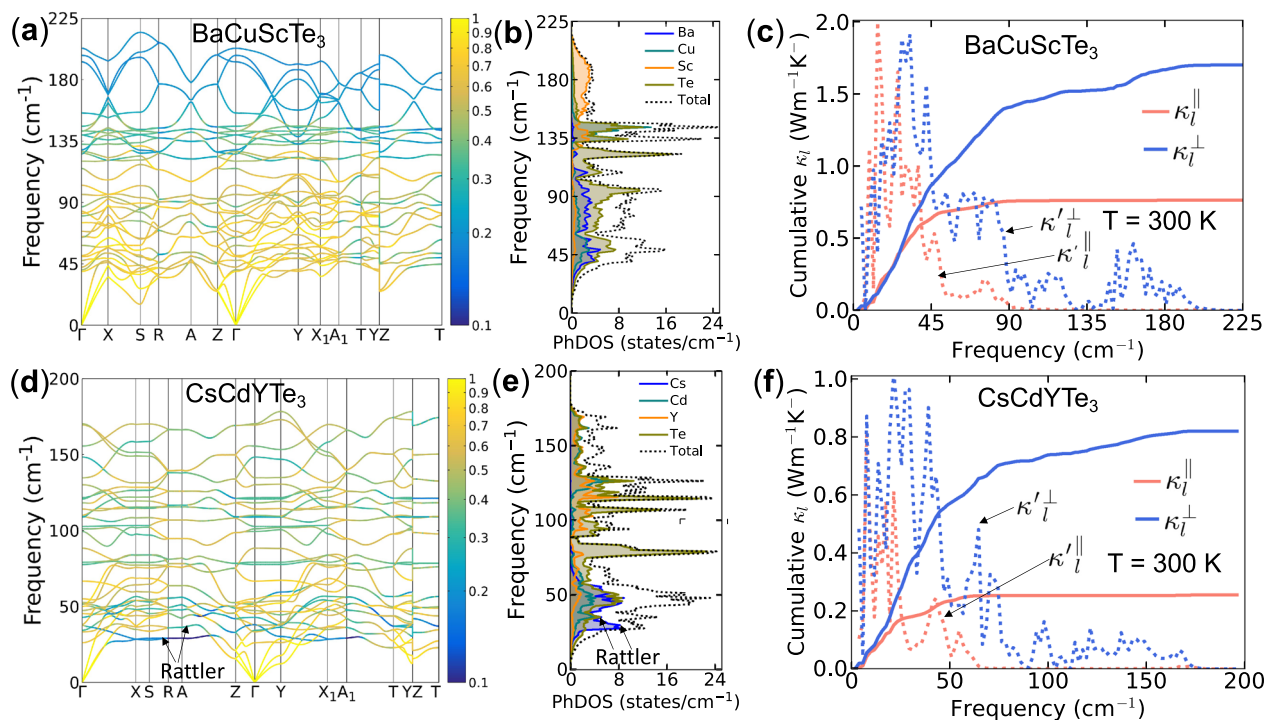 (a) BaCuScTe3
Frequency (cm-1)
225
180
135
90
45
0
Γ X S R A Z Γ Y X1A1 T YZ T
1
0.9
0.8
0.7
0.6
0.5
0.4
0.3
0.2
0.1
(b)
Frequency (cm−1)
225
180
135
90
45
0
Ba
Cu
Sc
Te
Total
0 8 16 24
PhDOS (states/cm−1)
(c) BaCuScTe3
Cumulative κl (Wm−1K−)
2.0
1.5
1.0
0.5
0.0
κl∥
κl⊥
κ′l⊥
κ′l∥
T = 300 K
0 45 90 135 180 225
Frequency (cm−1)
(d) CsCdYTe3
Frequency (cm-1)
200
150
100
50
0
Rattler
Γ X S R A Z Γ Y X1A1 T YZ T
1
0.9
0.8
0.7
0.6
0.5
0.4
0.3
0.2
0.1
(e)
Frequency (cm-1)
200
150
100
50
0
Cs
Cd
Y
Te
Total
Rattler
0 8 16 24
PhDOS (states/cm−1)
(f) CsCdYTe3
Cumulative κl (Wm−1K−)
1.0
0.8
0.6
0.4
0.2
0.0
κl∥
κl⊥
κ′l⊥
κ′l∥
T = 300 K
0 50 100 150 200
Frequency (cm−1)